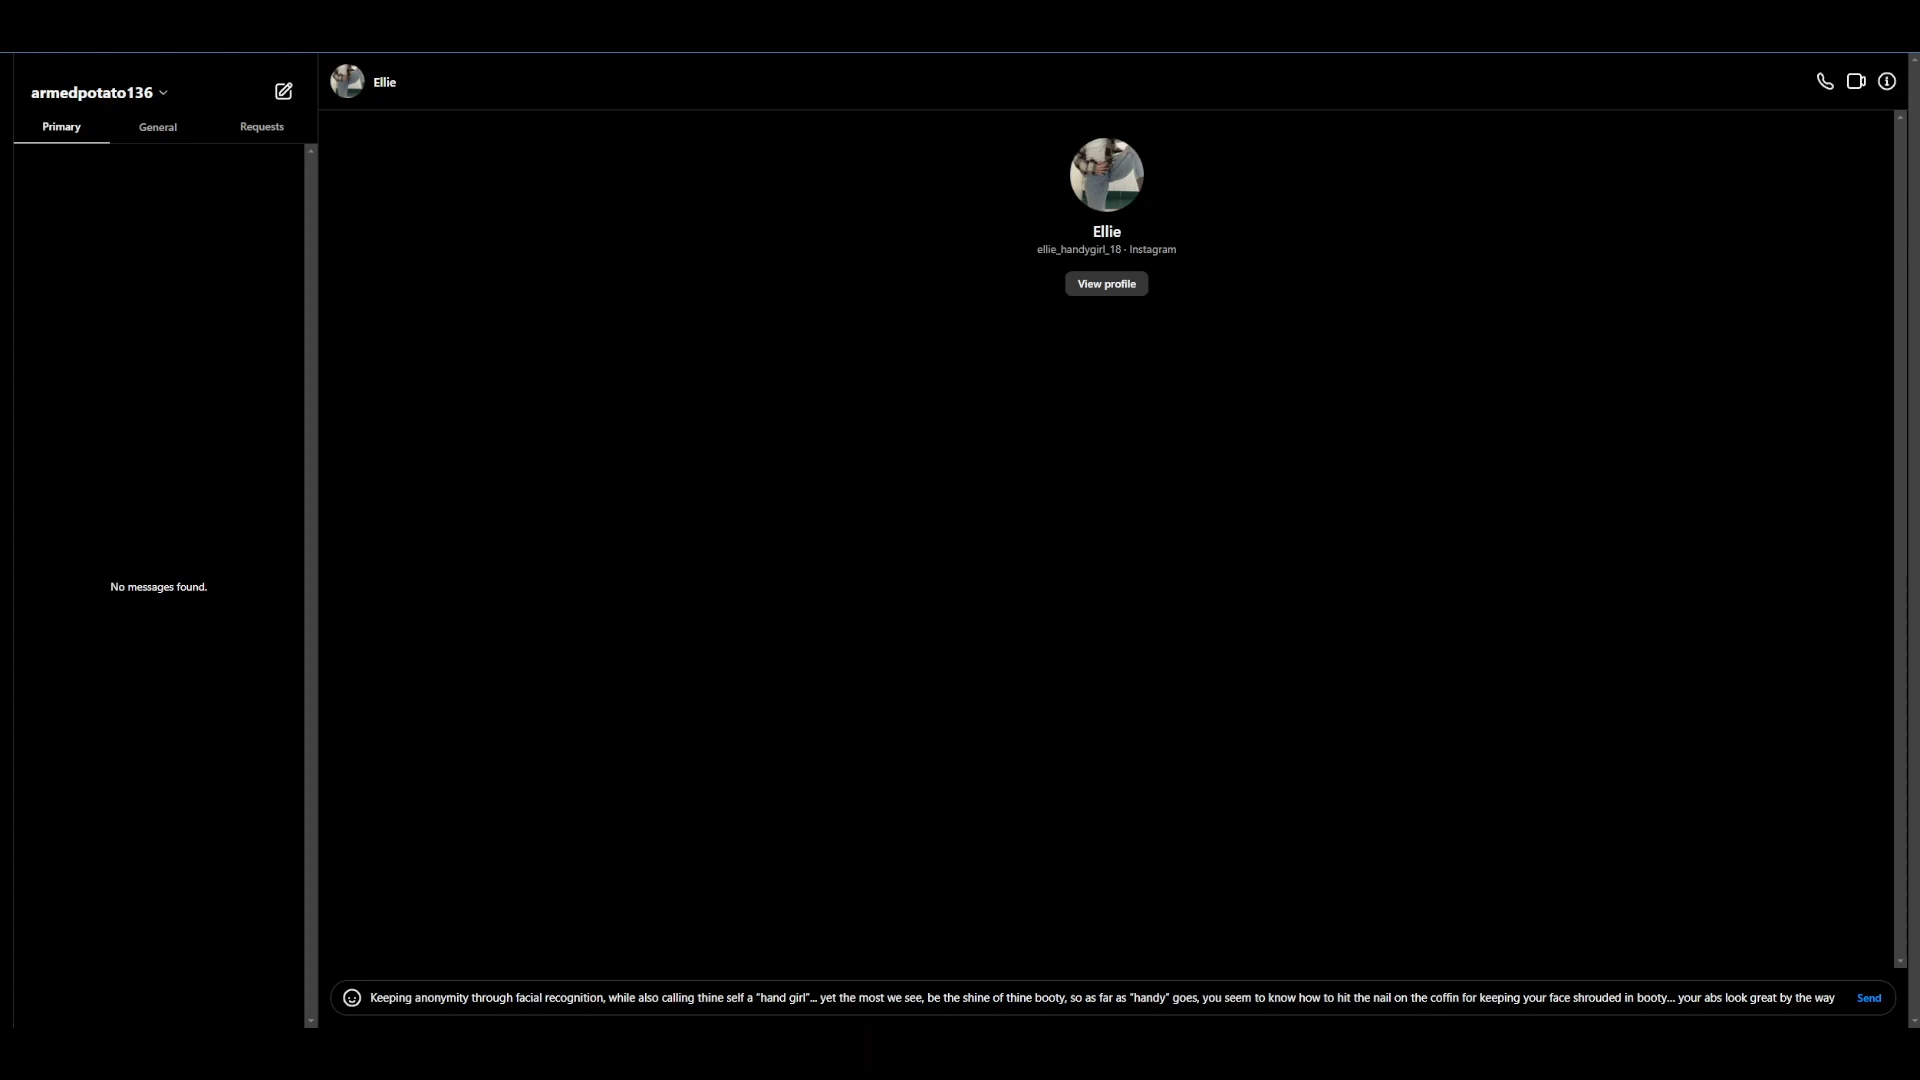 armedpotato136
Primary
General
Requests
No messages found.
Ellie
Ellie
ellie_handygirl_18 · Instagram
View profile
Keeping anonymity through facial recognition, while also calling thine self a “hand girl”... yet the most we see, be the shine of thine booty, so as far as “handy” goes, you seem to know how to hit the nail on the coffin for keeping your face shrouded in booty... your abs look great by the way
Send